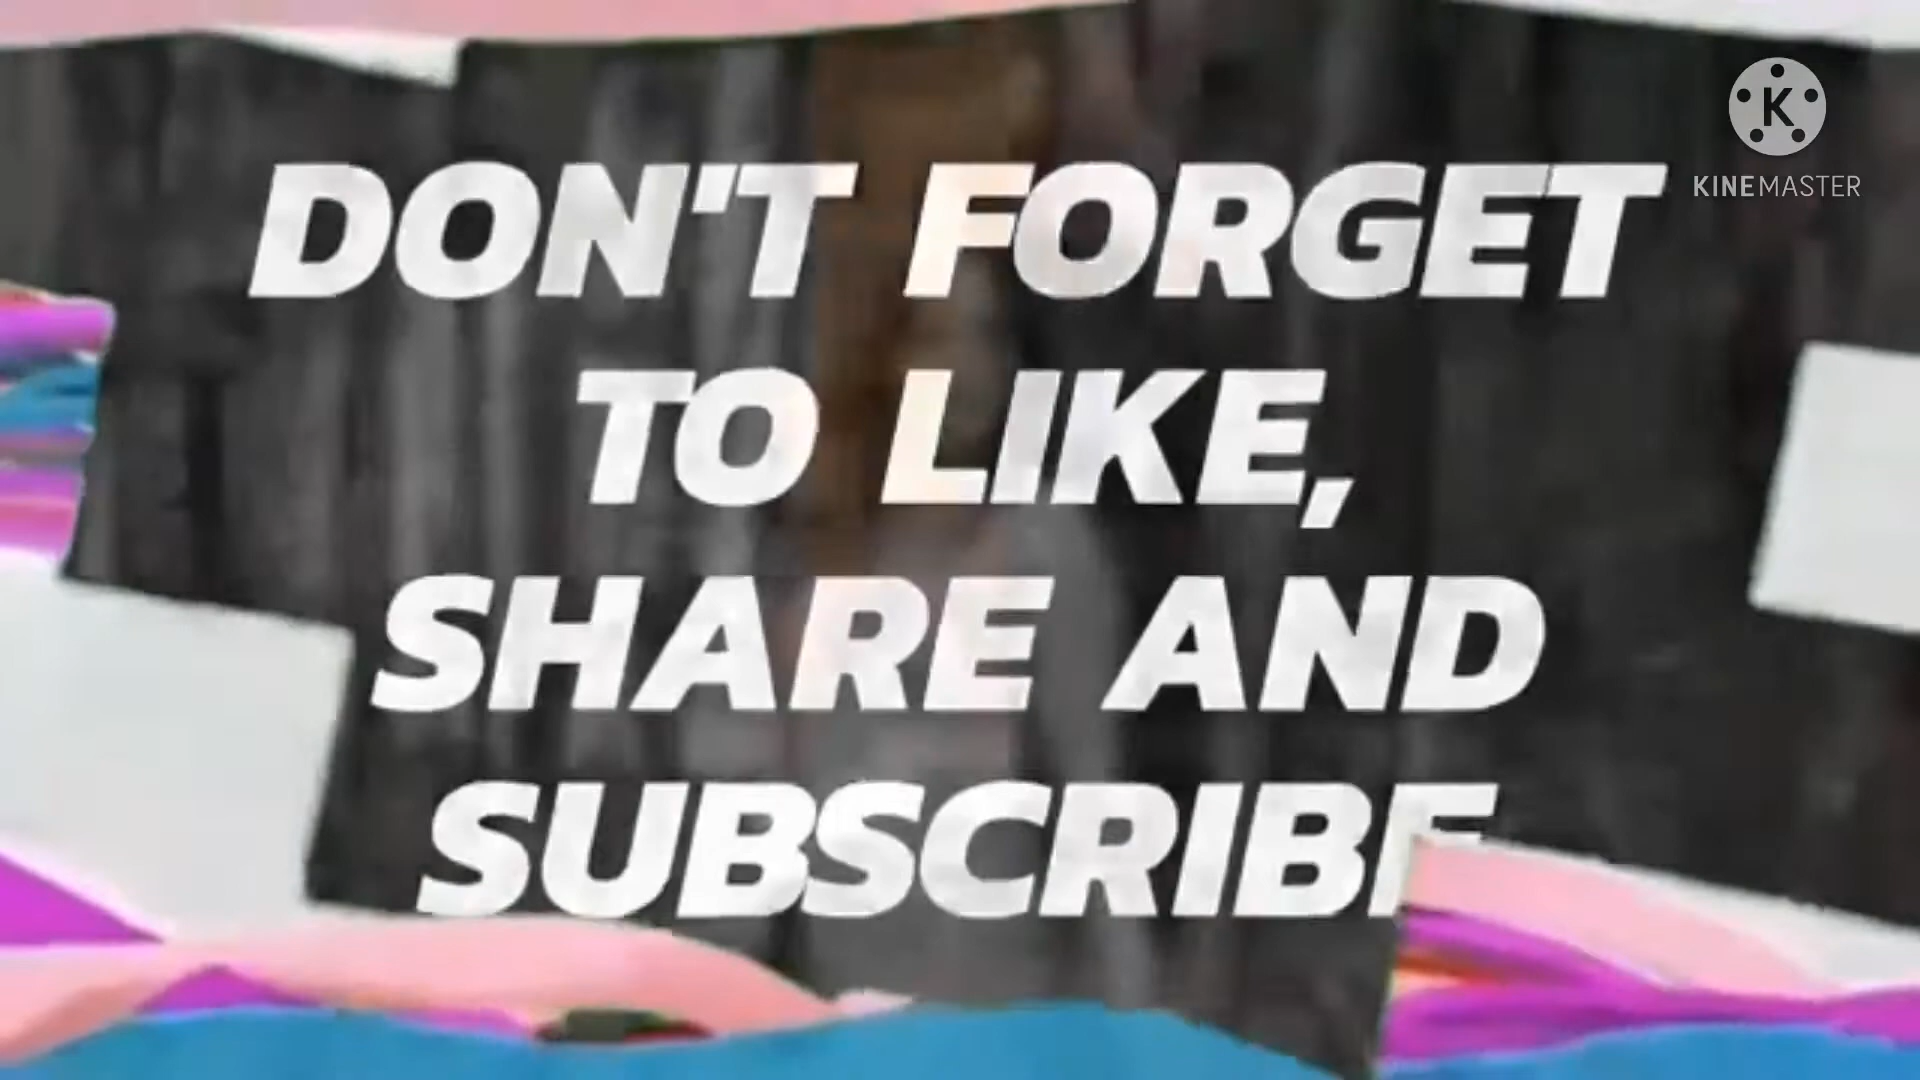 K
KINEMASTER
DON'T FORGET
TO LIKE,
SHARE AND
SUBSCRIBE